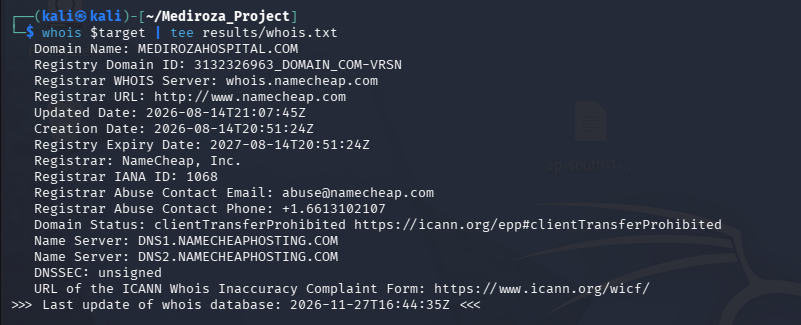 ┌──(kali㉿kali)-[~/Mediroza_Project]
└─$ whois $target | tee results/whois.txt
Domain Name: MEDIROZAHOSPITAL.COM
Registry Domain ID: 3132326963_DOMAIN_COM-VRSN
Registrar WHOIS Server: whois.namecheap.com
Registrar URL: http://www.namecheap.com
Updated Date: 2026-08-14T21:07:45Z
Creation Date: 2026-08-14T20:51:24Z
Registry Expiry Date: 2027-08-14T20:51:24Z
Registrar: NameCheap, Inc.
Registrar IANA ID: 1068
Registrar Abuse Contact Email: abuse@namecheap.com
Registrar Abuse Contact Phone: +1.6613102107
Domain Status: clientTransferProhibited https://icann.org/epp#clientTransferProhibited
Name Server: DNS1.NAMECHEAPHOSTING.COM
Name Server: DNS2.NAMECHEAPHOSTING.COM
DNSSEC: unsigned
URL of the ICANN Whois Inaccuracy Complaint Form: https://www.icann.org/wicf/
>>> Last update of whois database: 2026-11-27T16:44:35Z <<<